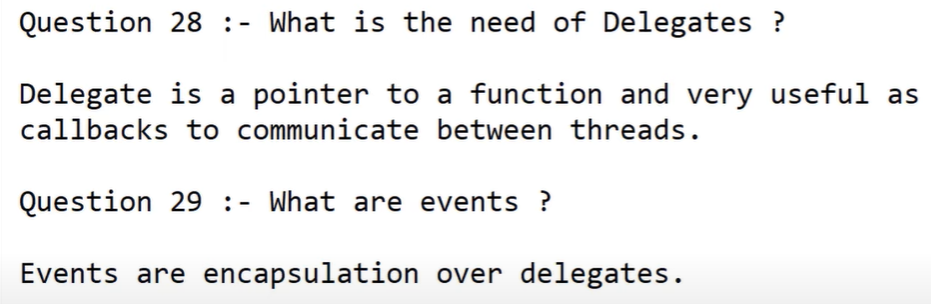 Question 28 :- What is the need of Delegates ?
Delegate is a pointer to a function and very useful as
callbacks to communicate between threads.
Question 29 :- What are events ?
Events are encapsulation over delegates.